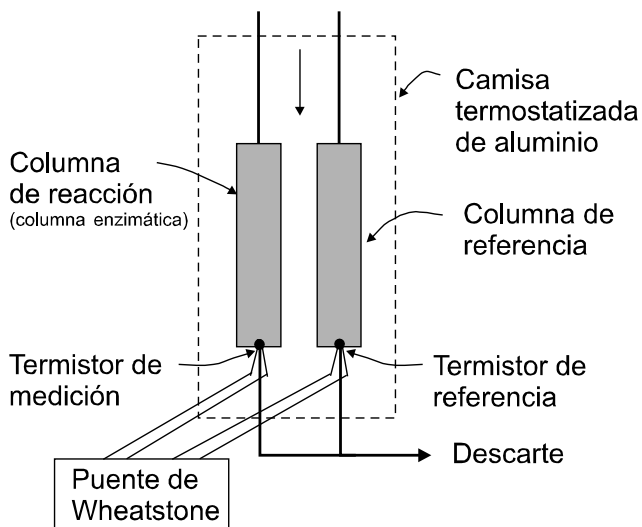 Camisa
termostatizada
de aluminio
Columna
de reacción
(columna enzimática)
Columna de
referencia
Termistor de
medición
Termistor de
referencia
Descarte
Puente de
Wheatstone